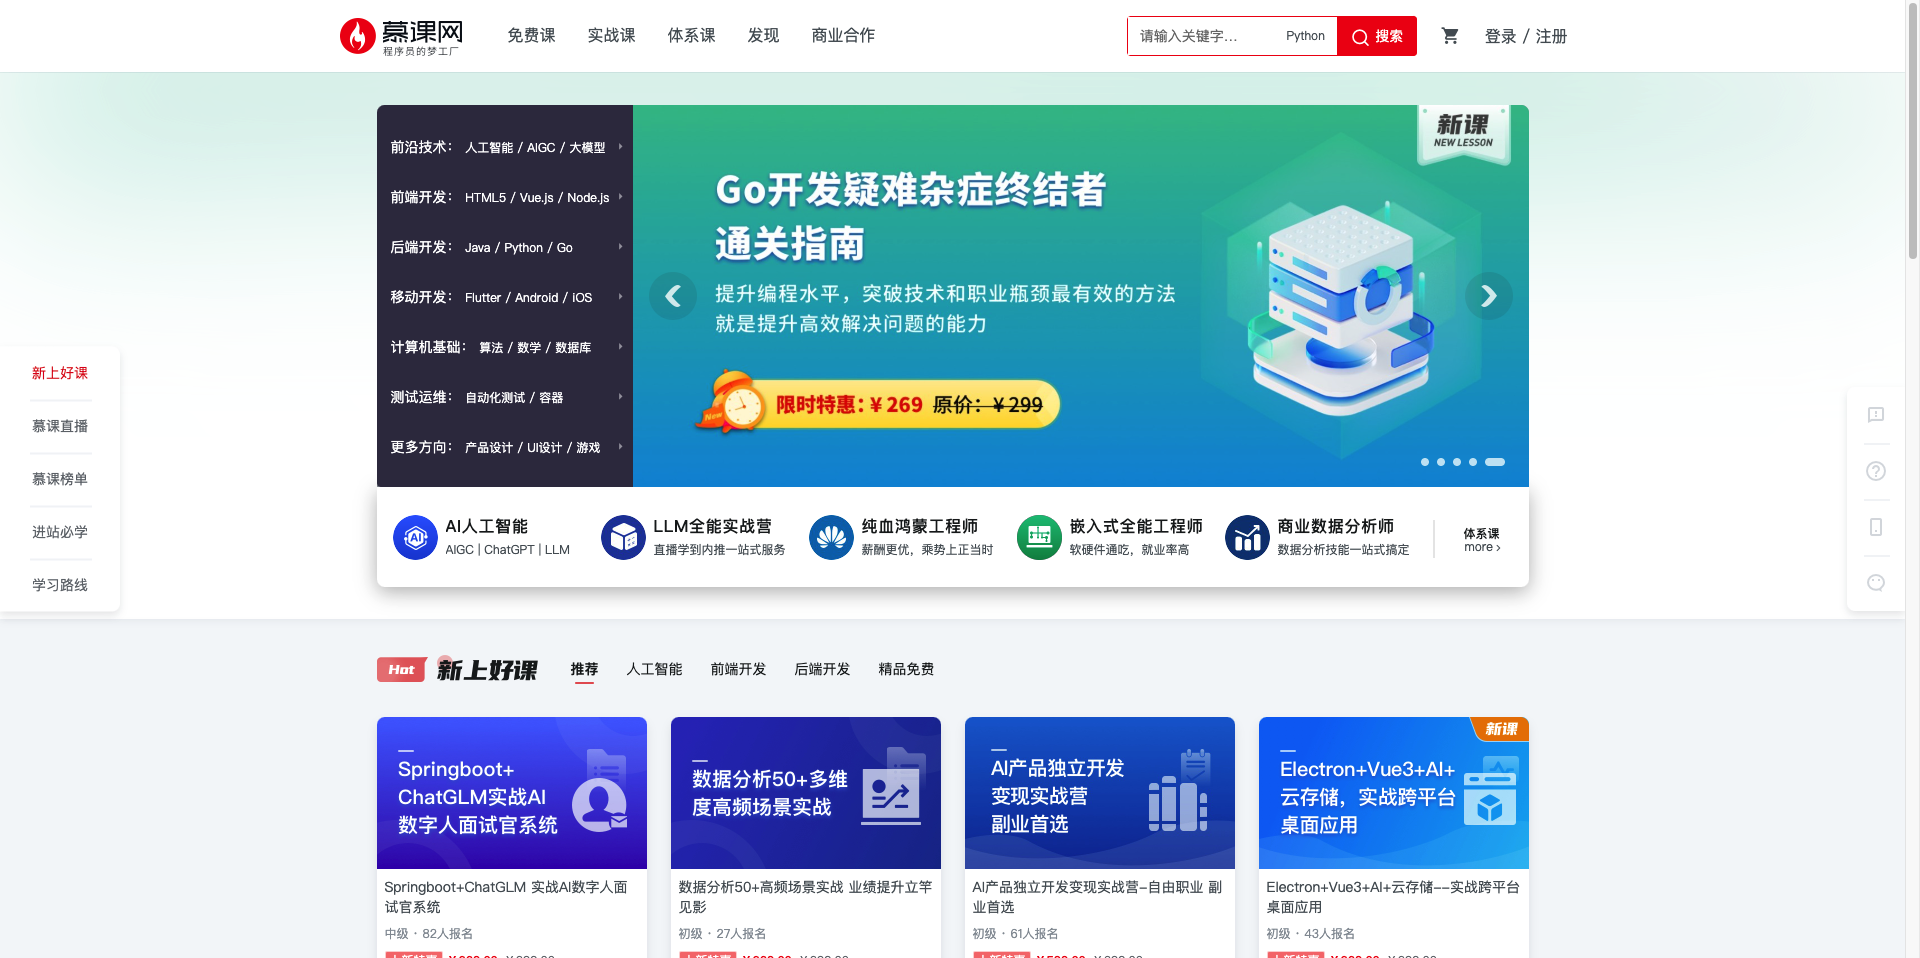 慕课网
程序员的梦工厂
免费课 实战课 体系课 发现 商业合作
请输入关键字... Python 搜索
登录 / 注册
前沿技术： 人工智能 / AIGC / 大模型
前端开发： HTML5 / Vue.js / Node.js
后端开发： Java / Python / Go
移动开发： Flutter / Android / iOS
计算机基础： 算法 / 数学 / 数据库
测试运维： 自动化测试 / 容器
更多方向： 产品设计 / UI设计 / 游戏
新课
NEW LESSON
Go开发疑难杂症终结者
通关指南
提升编程水平，突破技术和职业瓶颈最有效的方法
就是提升高效解决问题的能力
New
限时特惠：¥ 269 原价：¥ 299
新上好课
慕课直播
慕课榜单
进站必学
学习路线
AI
AI人工智能
AIGC | ChatGPT | LLM
LLM全能实战营
直播学到内推一站式服务
纯血鸿蒙工程师
薪酬更优，乘势上正当时
嵌入式全能工程师
软硬件通吃，就业率高
商业数据分析师
数据分析技能一站式搞定
体系课
more ›
Hot 新上好课 推荐 人工智能 前端开发 后端开发 精品免费
Springboot+
ChatGLM实战AI
数字人面试官系统
Springboot+ChatGLM 实战AI数字人面
试官系统
中级 · 82人报名
数据分析50+多维
度高频场景实战
数据分析50+高频场景实战 业绩提升立竿
见影
初级 · 27人报名
AI产品独立开发
变现实战营
副业首选
AI产品独立开发变现实战营-自由职业 副
业首选
初级 · 61人报名
新课
Electron+Vue3+AI+
云存储，实战跨平台
桌面应用
Electron+Vue3+AI+云存储--实战跨平台
桌面应用
初级 · 43人报名